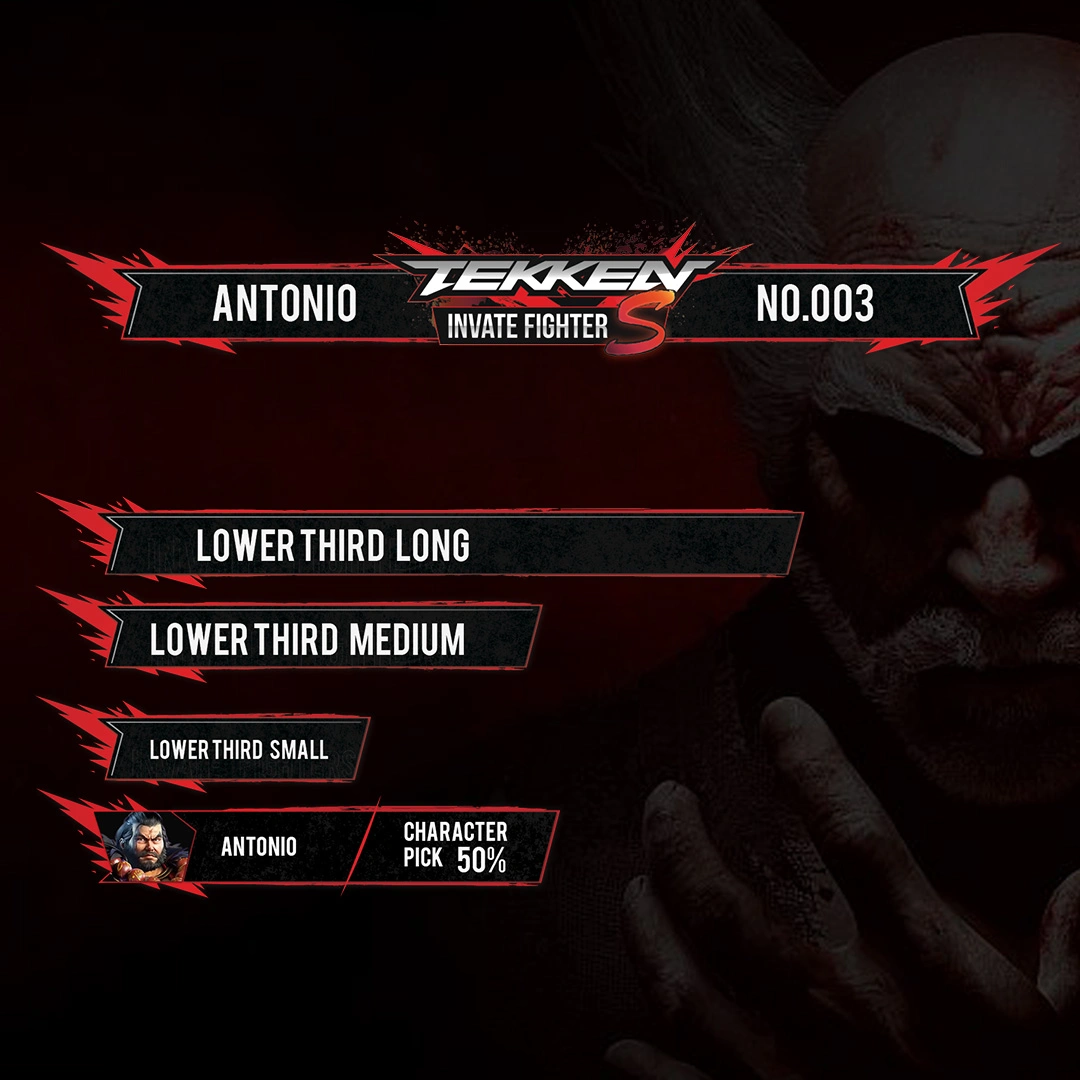 ANTONIO
TEKKEN
INVATE FIGHTER S
NO.003
LOWER THIRD LONG
LOWER THIRD MEDIUM
LOWER THIRD SMALL
ANTONIO
CHARACTER
PICK 50%